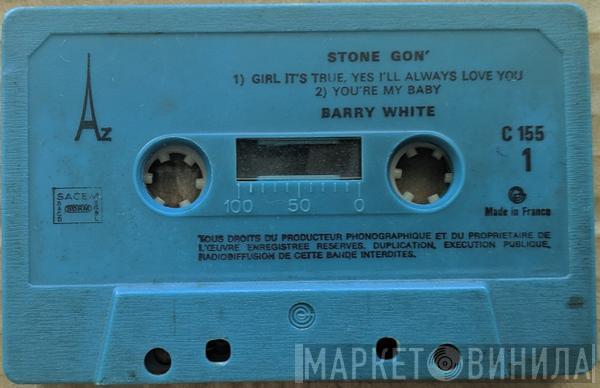 STONE GON'
1) GIRL IT'S TRUE, YES I'LL ALWAYS LOVE YOU
2) YOU'RE MY BABY
BARRY WHITE
Az
C 155
1
SACEM
SDRM
100 50 0
Made in France
TOUS DROITS DU PRODUCTEUR PHONOGRAPHIQUE ET DU PROPRIETAIRE DE
L'ŒUVRE ENREGISTREE RESERVES. DUPLICATION, EXECUTION PUBLIQUE,
RADIODIFFUSION DE CETTE BANDE INTERDITES.
МАРКЕТ ВИНИЛА